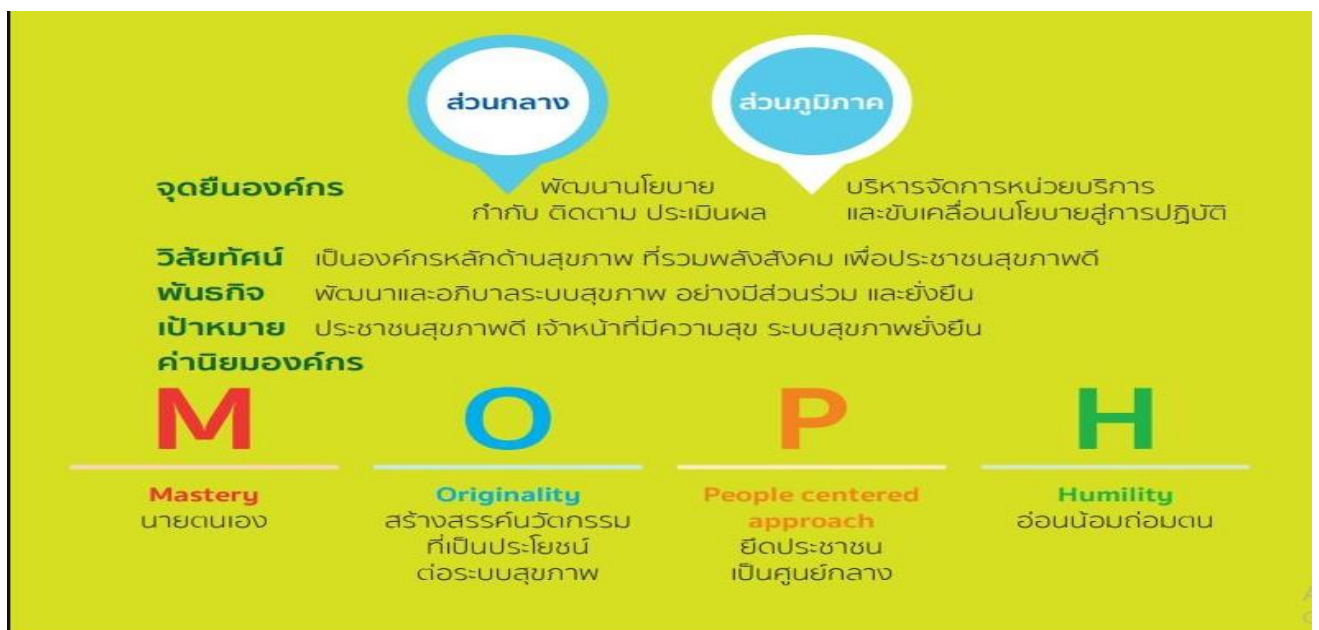 ส่วนกลาง
ส่วนภูมิภาค
จุดยืนองค์กร
พัฒนานโยบาย
กำกับ ติดตาม ประเมินผล
บริหารจัดการหน่วยบริการ
และขับเคลื่อนนโยบายสู่การปฏิบัติ
วิสัยทัศน์ เป็นองค์กรหลักด้านสุขภาพ ที่รวมพลังสังคม เพื่อประชาชนสุขภาพดี
พันธกิจ พัฒนาและอภิบาลระบบสุขภาพ อย่างมีส่วนร่วม และยั่งยืน
เป้าหมาย ประชาชนสุขภาพดี เจ้าหน้าที่มีความสุข ระบบสุขภาพยั่งยืน
ค่านิยมองค์กร
M
Mastery
นายตนเอง
O
Originality
สร้างสรรค์นวัตกรรม
ที่เป็นประโยชน์
ต่อระบบสุขภาพ
P
People centered
approach
ยึดประชาชน
เป็นศูนย์กลาง
H
Humility
อ่อนน้อมถ่อมตน